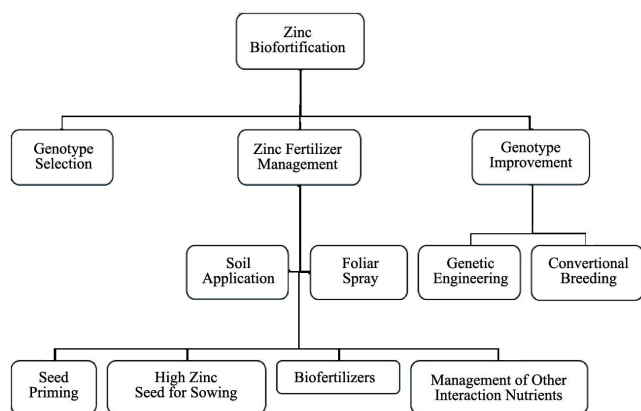 Zinc
Biofortification
Genotype
Selection
Zinc Fertilizer
Management
Genotype
Improvement
Soil
Application
Foliar
Spray
Genetic
Engineering
Convertional
Breeding
Seed
Priming
High Zinc
Seed for Sowing
Biofertilizers
Management of Other
Interaction Nutrients